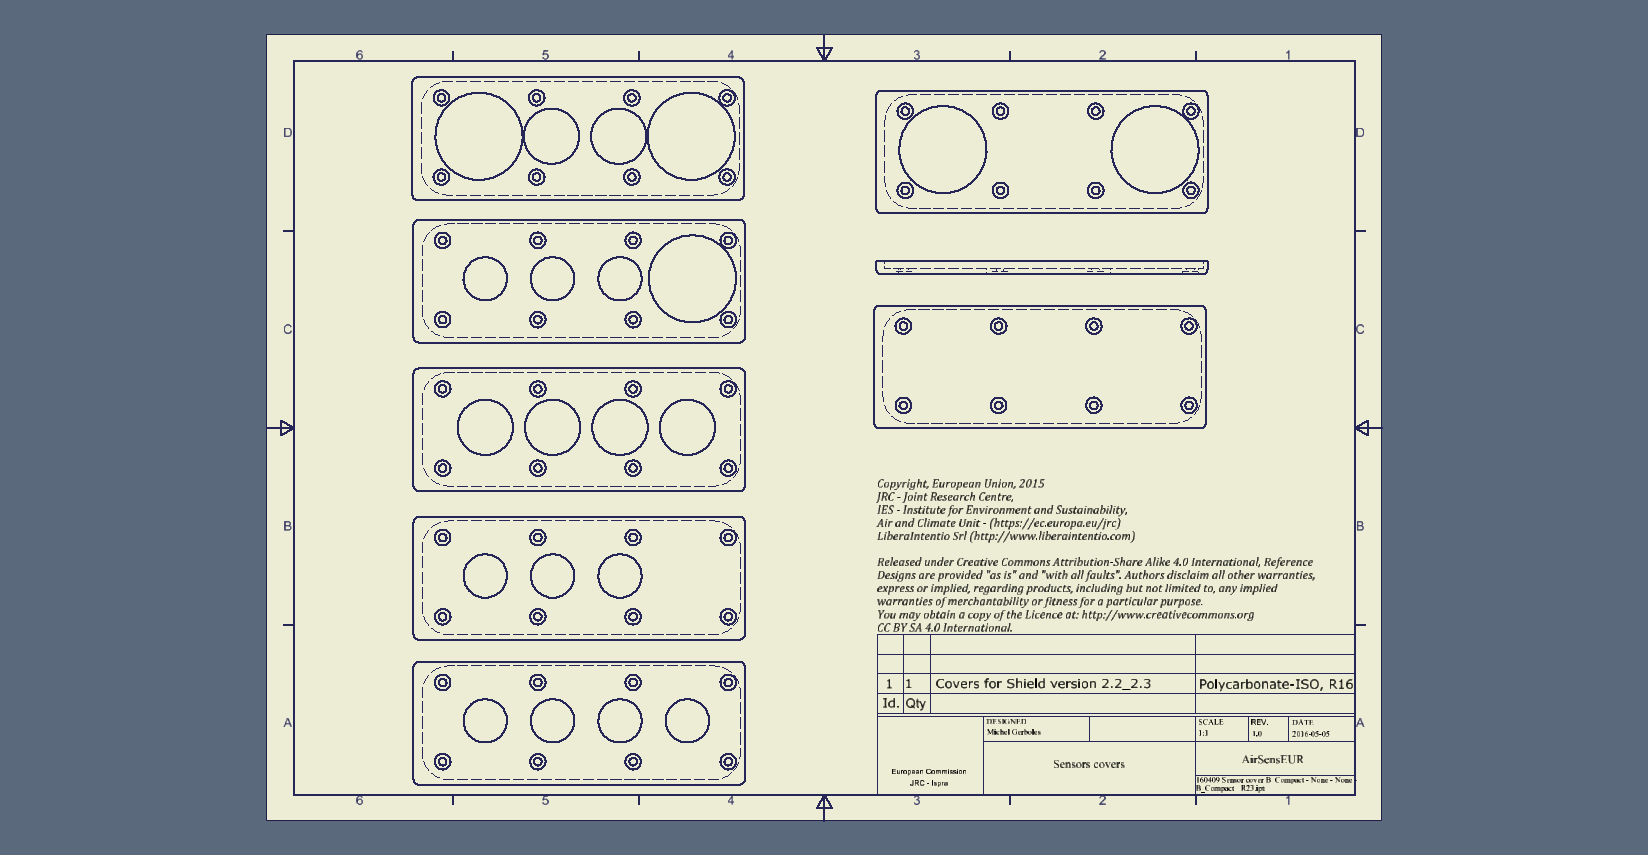 6 5 4 3 2 1
D D
C C
B B
A A
Copyright, European Union, 2015
JRC - Joint Research Centre,
IES - Institute for Environment and Sustainability,
Air and Climate Unit - (https://ec.europa.eu/jrc)
LiberaIntentio Srl (http://www.liberaintentio.com)
Released under Creative Commons Attribution-Share Alike 4.0 International, Reference
Designs are provided "as is" and "with all faults". Authors disclaim all other warranties,
express or implied, regarding products, including but not limited to, any implied
warranties of merchantability or fitness for a particular purpose.
You may obtain a copy of the Licence at: http://www.creativecommons.org
CC BY SA 4.0 International.
1 1 Covers for Shield version 2.2_2.3 Polycarbonate-ISO, R16
Id. Qty
DESIGNED SCALE REV. DATE
Michel Gerboles 1:1 1.0 2016-05-05
European Commission
JRC - Ispra
Sensors covers
AirSensEUR
160409 Sensor cover B Compact - None - None -
B_Compact R23.ipt
6 5 4 3 2 1